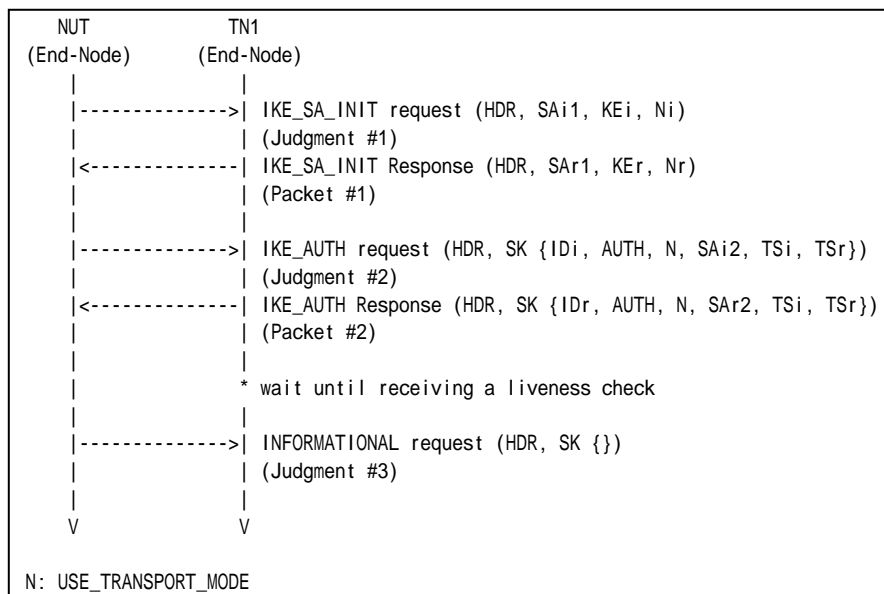 NUT TN1
(End-Node) (End-Node)
| |
|-------------->| IKE_SA_INIT request (HDR, SAi1, KEi, Ni)
| | (Judgment #1)
|<--------------| IKE_SA_INIT Response (HDR, SAr1, KEr, Nr)
| | (Packet #1)
| |
|-------------->| IKE_AUTH request (HDR, SK {IDi, AUTH, N, SAi2, TSi, TSr})
| | (Judgment #2)
|<--------------| IKE_AUTH Response (HDR, SK {IDr, AUTH, N, SAr2, TSi, TSr})
| | (Packet #2)
| |
| * wait until receiving a liveness check
| |
|-------------->| INFORMATIONAL request (HDR, SK {})
| | (Judgment #3)
| |
V V
N: USE_TRANSPORT_MODE